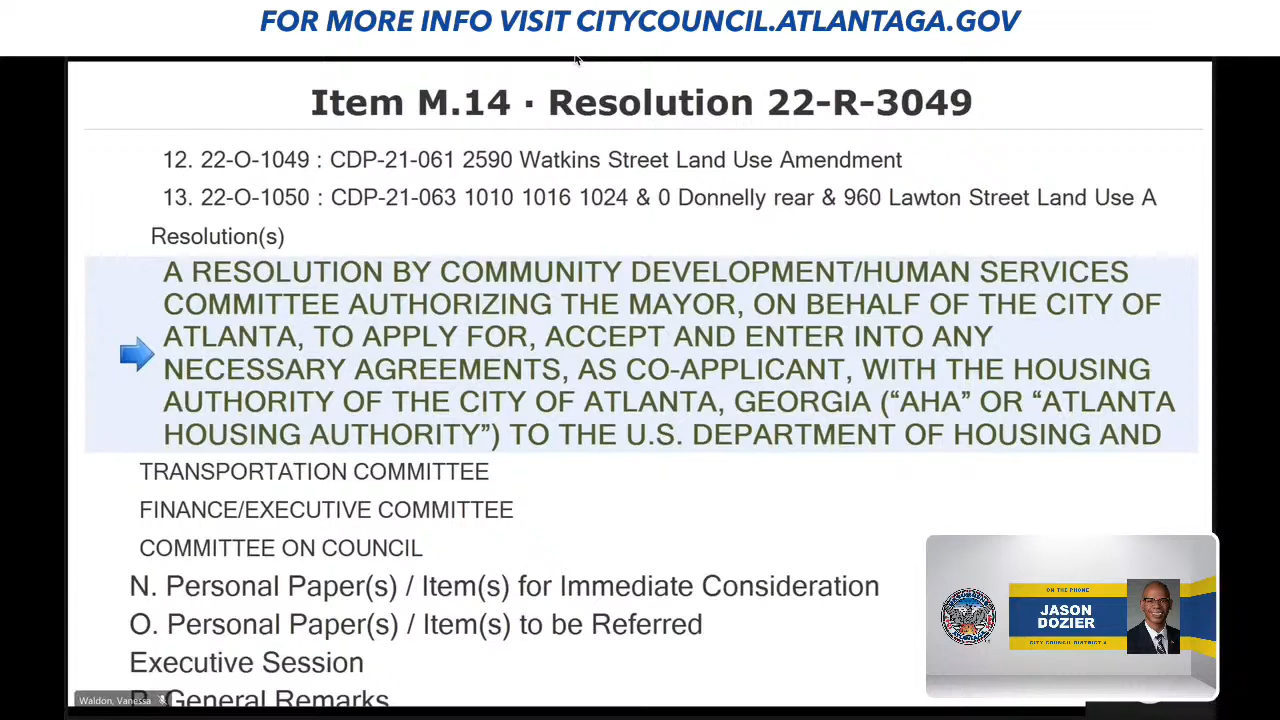 FOR MORE INFO VISIT CITYCOUNCIL.ATLANTAGA.GOV
Item M.14 · Resolution 22-R-3049
12. 22-O-1049 : CDP-21-061 2590 Watkins Street Land Use Amendment
13. 22-O-1050 : CDP-21-063 1010 1016 1024 & 0 Donnelly rear & 960 Lawton Street Land Use A
Resolution(s)
A RESOLUTION BY COMMUNITY DEVELOPMENT/HUMAN SERVICES
COMMITTEE AUTHORIZING THE MAYOR, ON BEHALF OF THE CITY OF
ATLANTA, TO APPLY FOR, ACCEPT AND ENTER INTO ANY
NECESSARY AGREEMENTS, AS CO-APPLICANT, WITH THE HOUSING
AUTHORITY OF THE CITY OF ATLANTA, GEORGIA (“AHA” OR “ATLANTA
HOUSING AUTHORITY”) TO THE U.S. DEPARTMENT OF HOUSING AND
TRANSPORTATION COMMITTEE
FINANCE/EXECUTIVE COMMITTEE
COMMITTEE ON COUNCIL
N. Personal Paper(s) / Item(s) for Immediate Consideration
O. Personal Paper(s) / Item(s) to be Referred
Executive Session
P. General Remarks
Waldon, Vanessa
ON THE PHONE
JASON
DOZIER
CITY COUNCIL DISTRICT 4